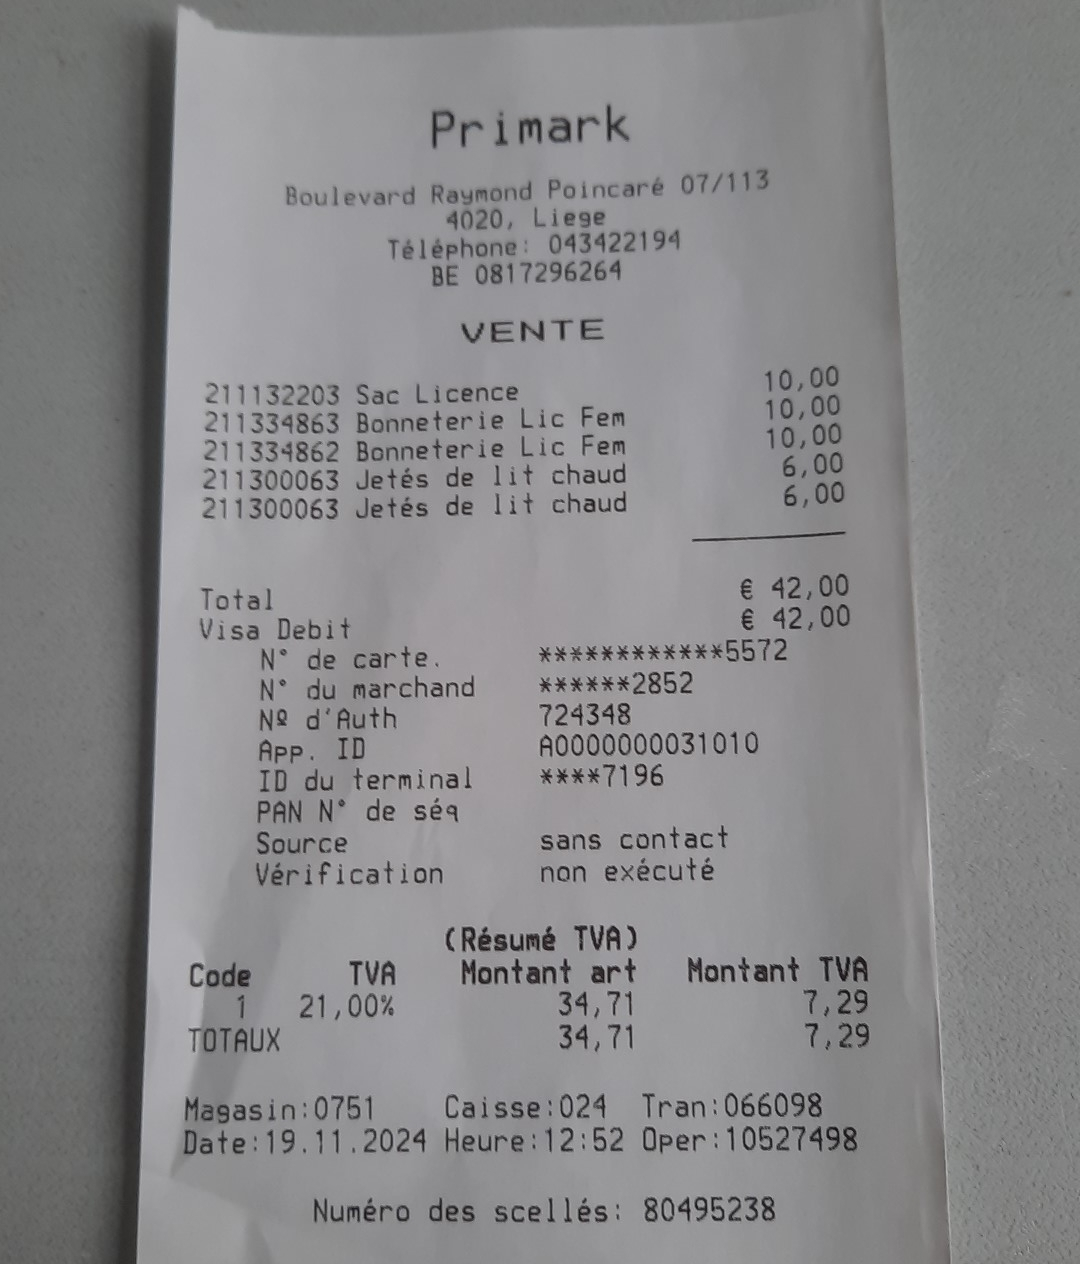 Primark
Boulevard Raymond Poincaré 07/113
4020, Liege
Téléphone: 043422194
BE 0817296264
VENTE
211132203 Sac Licence 10,00
211334863 Bonneterie Lic Fem 10,00
211334862 Bonneterie Lic Fem 10,00
211300063 Jetés de lit chaud 6,00
211300063 Jetés de lit chaud 6,00
Total € 42,00
Visa Debit € 42,00
N° de carte. ************5572
N° du marchand ******2852
Nº d'Auth 724348
App. ID A0000000031010
ID du terminal ****7196
PAN N° de séq
Source sans contact
Vérification non exécuté
(Résumé TVA)
Code TVA Montant art Montant TVA
1 21,00% 34,71 7,29
TOTAUX 34,71 7,29
Magasin:0751 Caisse:024 Tran:066098
Date:19.11.2024 Heure:12:52 Oper:10527498
Numéro des scellés: 80495238